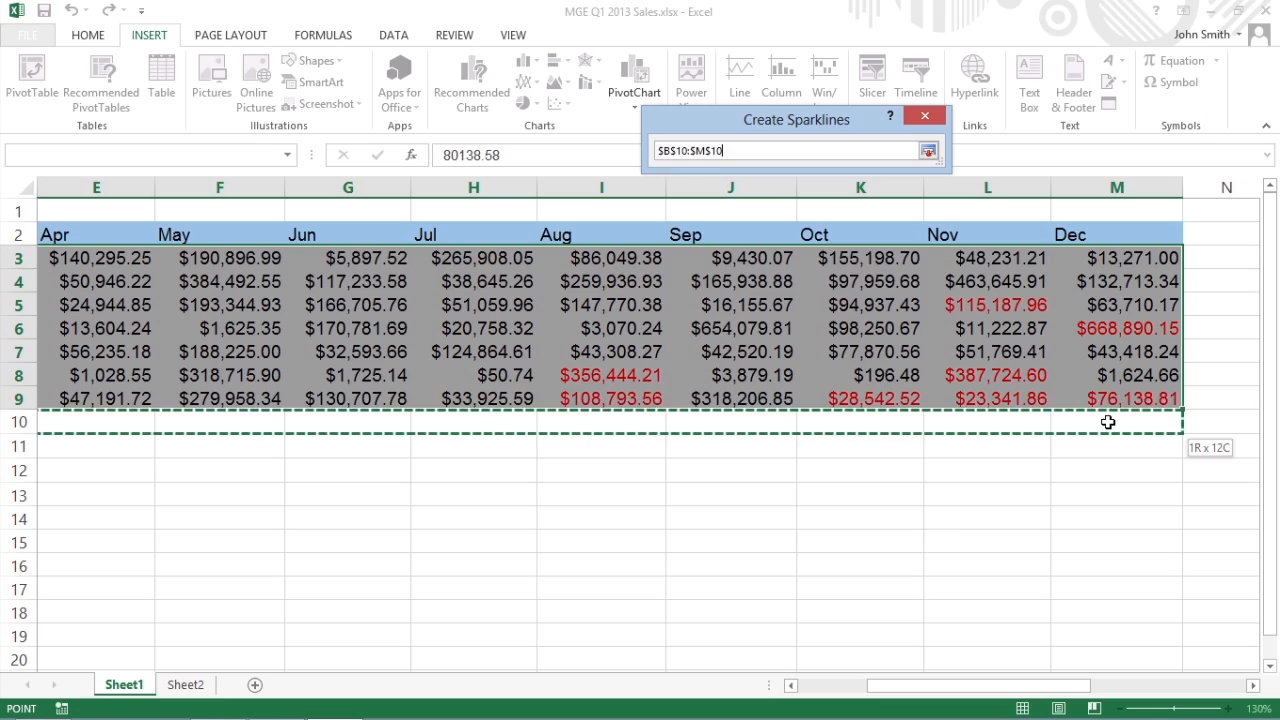 MGE Q1 2013 Sales.xlsx - Excel
?
FILE HOME INSERT PAGE LAYOUT FORMULAS DATA REVIEW VIEW John Smith
PivotTable Recommended PivotTables Table Pictures Online Pictures Shapes SmartArt Screenshot Apps for Office Recommended Charts PivotChart Power Line Column Win/ Slicer Timeline Hyperlink Text Box Header & Footer Equation Symbol
Tables Illustrations Apps Charts Links Text Symbols
Create Sparklines ?
$B$10:$M$10
fx 80138.58
E F G H I J K L M N
1
2 Apr May Jun Jul Aug Sep Oct Nov Dec
3 $140,295.25 $190,896.99 $5,897.52 $265,908.05 $86,049.38 $9,430.07 $155,198.70 $48,231.21 $13,271.00
4 $50,946.22 $384,492.55 $117,233.58 $38,645.26 $259,936.93 $165,938.88 $97,959.68 $463,645.91 $132,713.34
5 $24,944.85 $193,344.93 $166,705.76 $51,059.96 $147,770.38 $16,155.67 $94,937.43 $115,187.96 $63,710.17
6 $13,604.24 $1,625.35 $170,781.69 $20,758.32 $3,070.24 $654,079.81 $98,250.67 $11,222.87 $668,890.15
7 $56,235.18 $188,225.00 $32,593.66 $124,864.61 $43,308.27 $42,520.19 $77,870.56 $51,769.41 $43,418.24
8 $1,028.55 $318,715.90 $1,725.14 $50.74 $356,444.21 $3,879.19 $196.48 $387,724.60 $1,624.66
9 $47,191.72 $279,958.34 $130,707.78 $33,925.59 $108,793.56 $318,206.85 $28,542.52 $23,341.86 $76,138.81
10
11 1R x 12C
12
13
14
15
16
17
18
19
20
Sheet1 Sheet2
POINT 130%